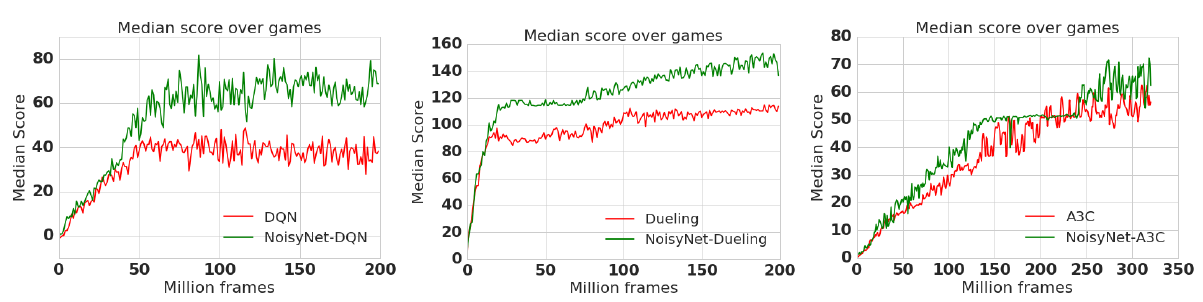 Median score over games
80
60
40
20
0
Median Score
DQN
NoisyNet-DQN
0 50 100 150 200
Million frames
Median score over games
160
140
120
100
80
60
40
20
0
Median Score
Dueling
NoisyNet-Dueling
0 50 100 150 200
Million frames
Median score over games
80
70
60
50
40
30
20
10
0
Median Score
A3C
NoisyNet-A3C
0 50 100 150 200 250 300 350
Million frames